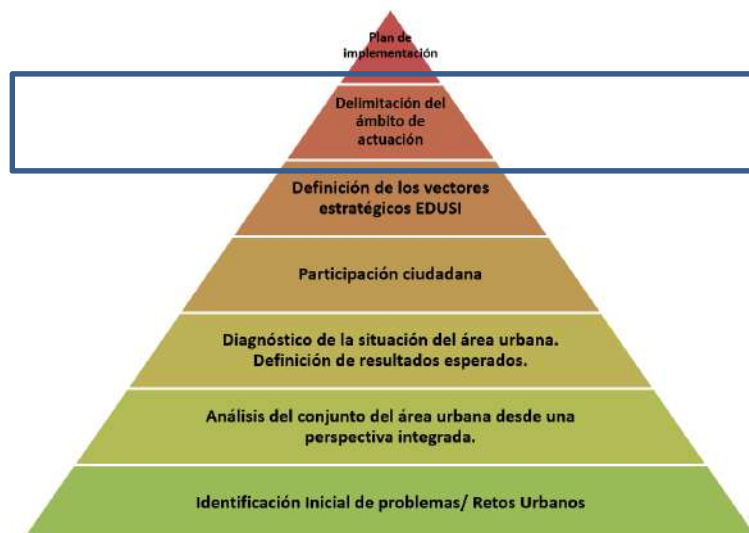 Plan de
implementación
Delimitación del
ámbito de
actuación
Definición de los vectores
estratégicos EDUSI
Participación ciudadana
Diagnóstico de la situación del área urbana.
Definición de resultados esperados.
Análisis del conjunto del área urbana desde una
perspectiva integrada.
Identificación Inicial de problemas/ Retos Urbanos